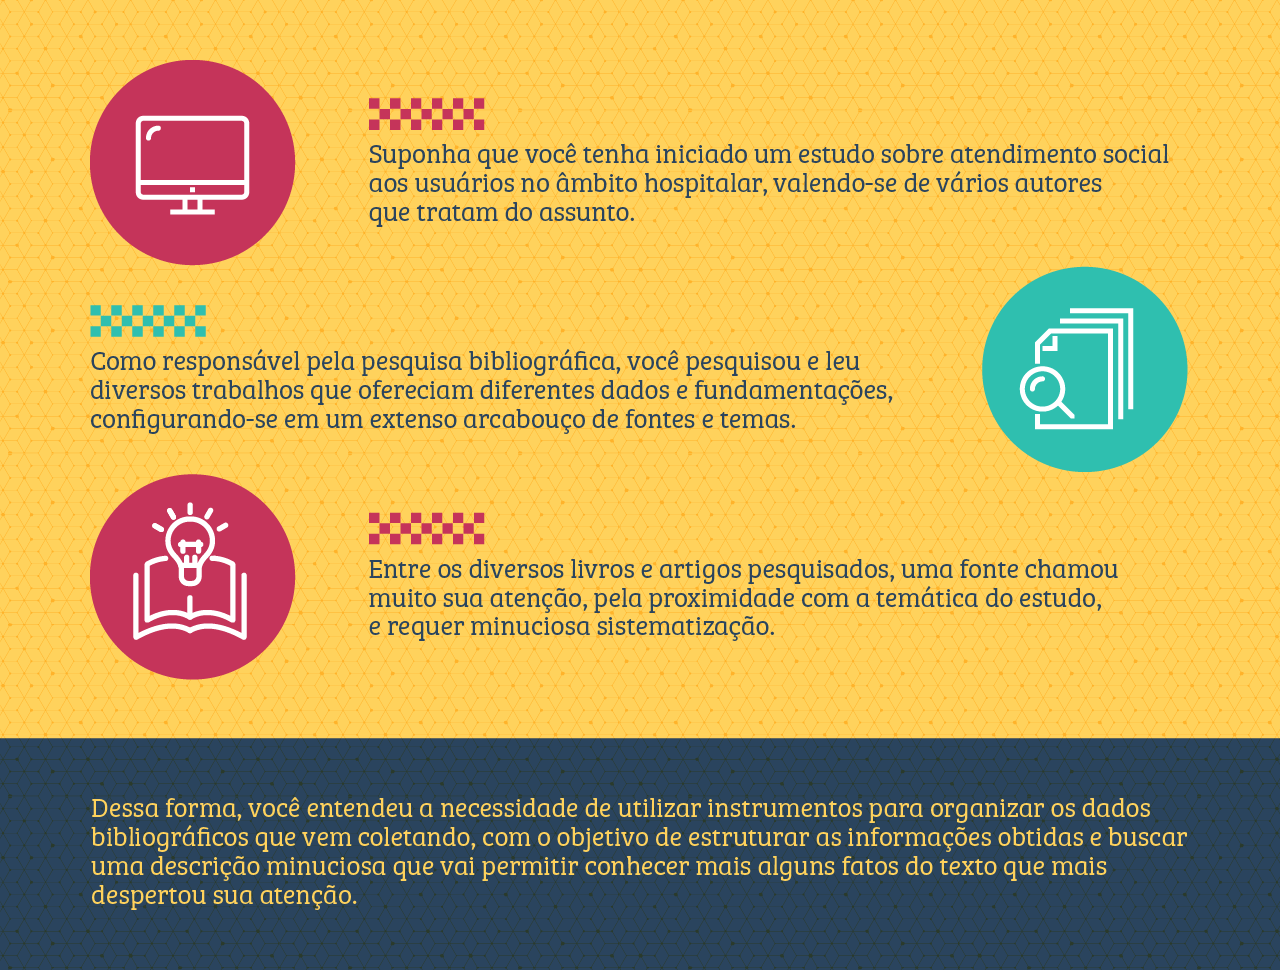 Suponha que você tenha iniciado um estudo sobre atendimento social
aos usuários no âmbito hospitalar, valendo-se de vários autores
que tratam do assunto.
Como responsável pela pesquisa bibliográfica, você pesquisou e leu
diversos trabalhos que ofereciam diferentes dados e fundamentações,
configurando-se em um extenso arcabouço de fontes e temas.
Entre os diversos livros e artigos pesquisados, uma fonte chamou
muito sua atenção, pela proximidade com a temática do estudo,
e requer minuciosa sistematização.
Dessa forma, você entendeu a necessidade de utilizar instrumentos para organizar os dados
bibliográficos que vem coletando, com o objetivo de estruturar as informações obtidas e buscar
uma descrição minuciosa que vai permitir conhecer mais alguns fatos do texto que mais
despertou sua atenção.